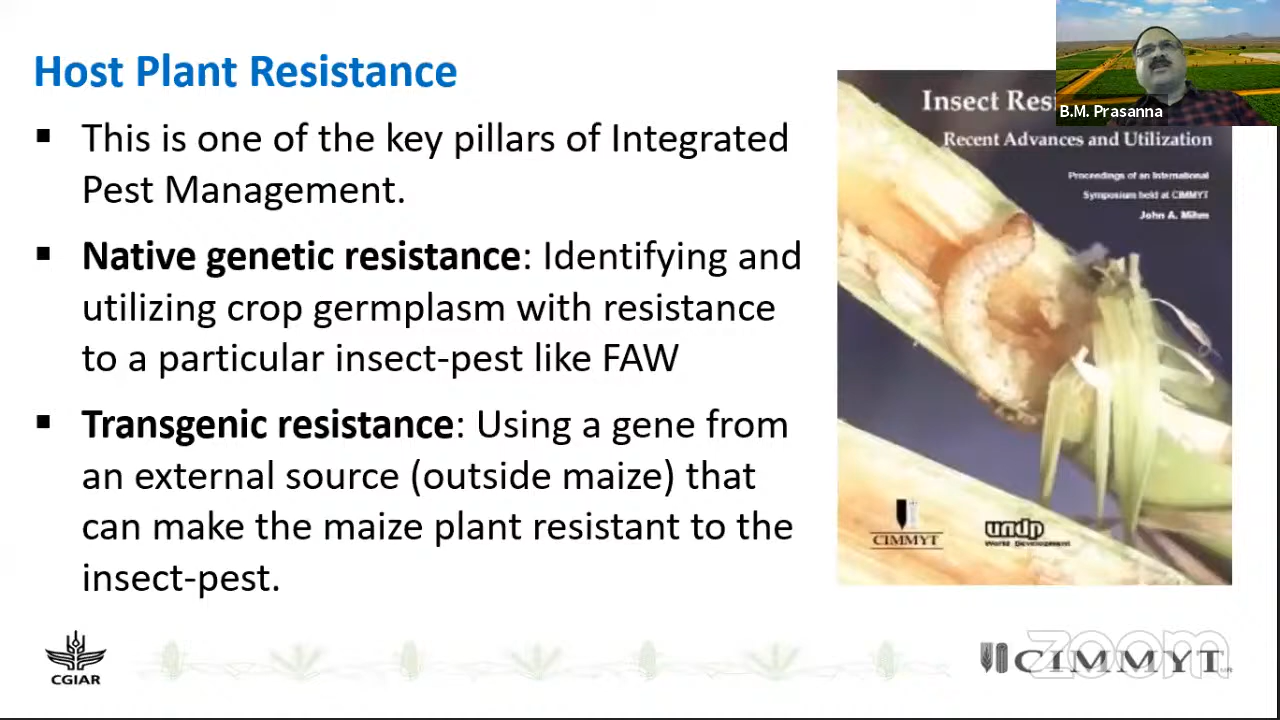 Host Plant Resistance
▪ This is one of the key pillars of Integrated
Pest Management.
▪ Native genetic resistance: Identifying and
utilizing crop germplasm with resistance
to a particular insect-pest like FAW
▪ Transgenic resistance: Using a gene from
an external source (outside maize) that
can make the maize plant resistant to the
insect-pest.
B.M. Prasanna
Insect Res
Recent Advances and Utilization
Proceedings of an International
Symposium held at CIMMYT
John A. Mihm
CIMMYT
undp
World Development
CGIAR
CIMMYT
zoom